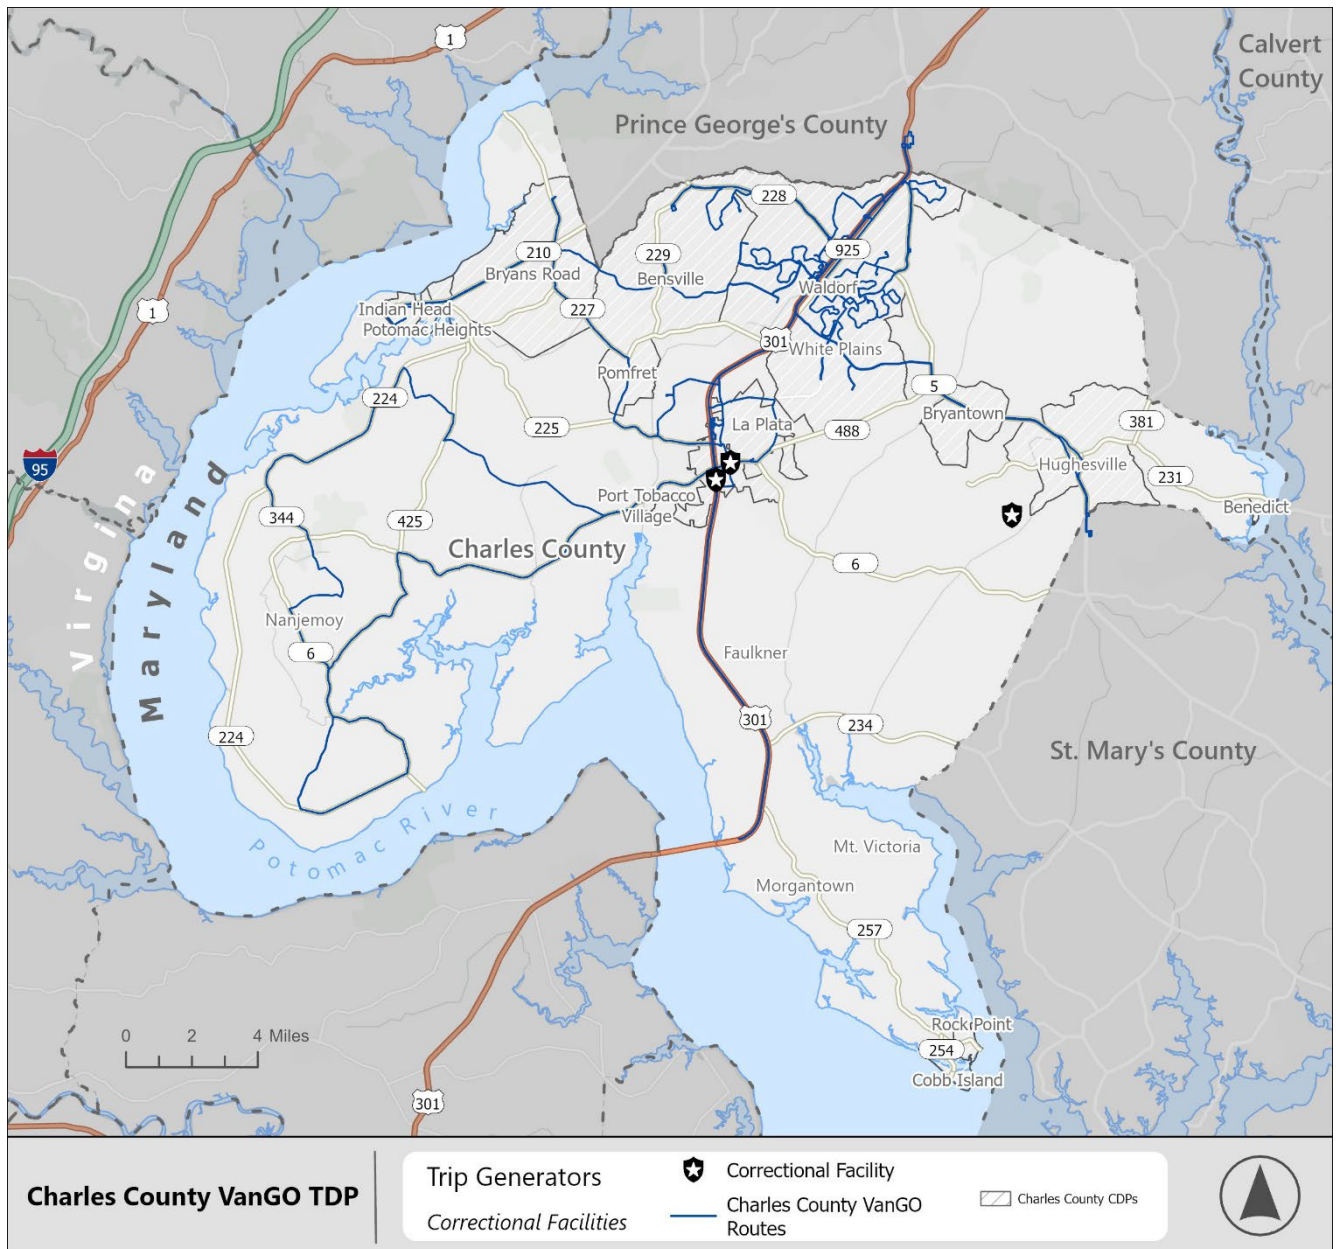 1
Calvert
County
Prince George's County
228
925
210
229
Bryans Road
Bensville
Waldorf
1
Indian Head
227
Potomac Heights
301
White Plains
Pomfret
5
224
Bryantown
La Plata
225
488
381
Hughesville
95
231
Port Tobacco
Village
Benedict
344
425
Charles County
6
Virginia
Maryland
Nanjemoy
6
Faulkner
301
234
224
St. Mary's County
Potomac River
Mt. Victoria
Morgantown
257
Rock Point
0 2 4 Miles
254
Cobb Island
301
Charles County VanGO TDP
Trip Generators
Correctional Facilities
Correctional Facility
Charles County VanGO
Routes
Charles County CDPs